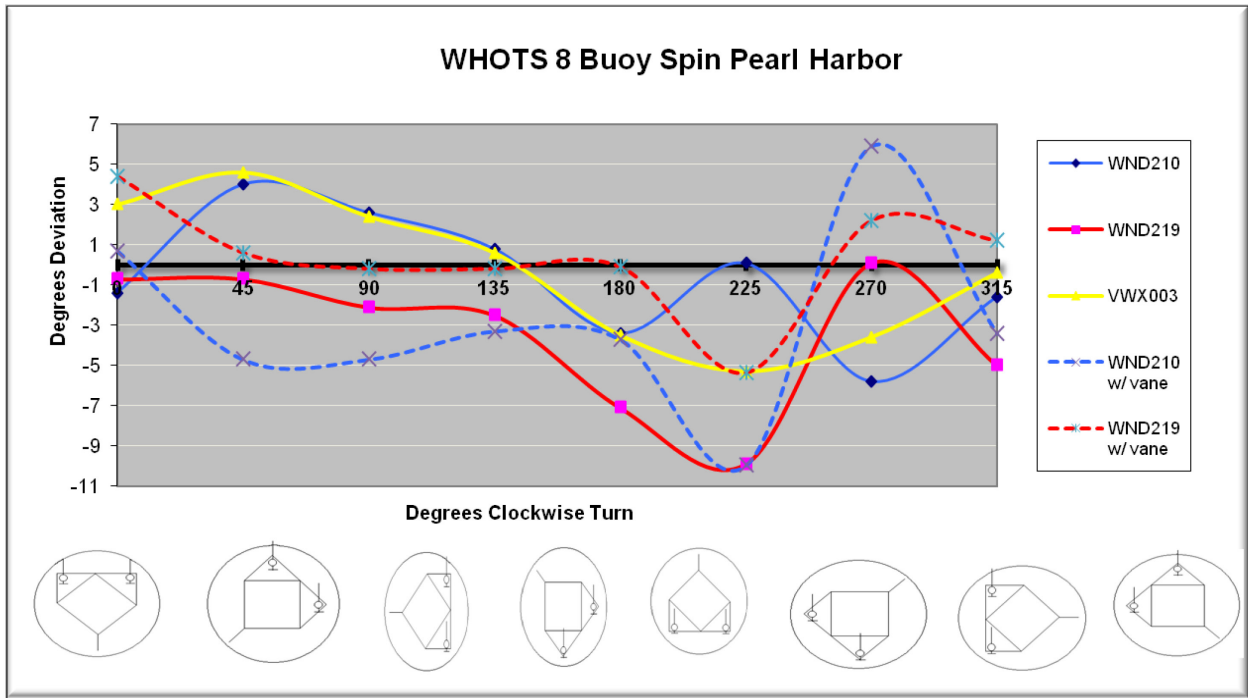 WHOTS 8 Buoy Spin Pearl Harbor
Degrees Deviation
7
5
3
1
-1
-3
-5
-7
-9
-11
0 45 90 135 180 225 270 315
Degrees Clockwise Turn
WND210
WND219
VWX003
WND210
w/ vane
WND219
w/ vane